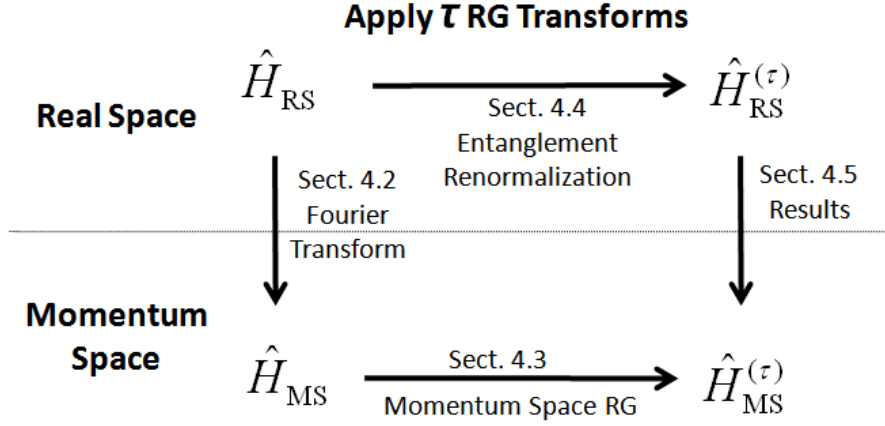 Apply τ RG Transforms
Real Space
Ĥ_RS
Sect. 4.4
Entanglement
Renormalization
Ĥ_RS^(τ)
Sect. 4.2
Fourier
Transform
Sect. 4.5
Results
Momentum
Space
Ĥ_MS
Sect. 4.3
Momentum Space RG
Ĥ_MS^(τ)